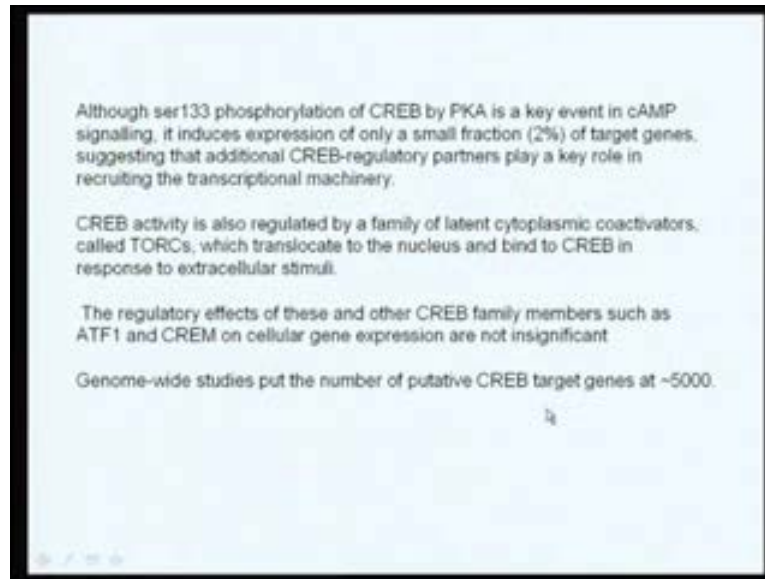 Although ser133 phosphorylation of CREB by PKA is a key event in cAMP
signalling, it induces expression of only a small fraction (2%) of target genes,
suggesting that additional CREB-regulatory partners play a key role in
recruiting the transcriptional machinery.
CREB activity is also regulated by a family of latent cytoplasmic coactivators,
called TORCs, which translocate to the nucleus and bind to CREB in
response to extracellular stimuli.
The regulatory effects of these and other CREB family members such as
ATF1 and CREM on cellular gene expression are not insignificant
Genome-wide studies put the number of putative CREB target genes at ~5000.